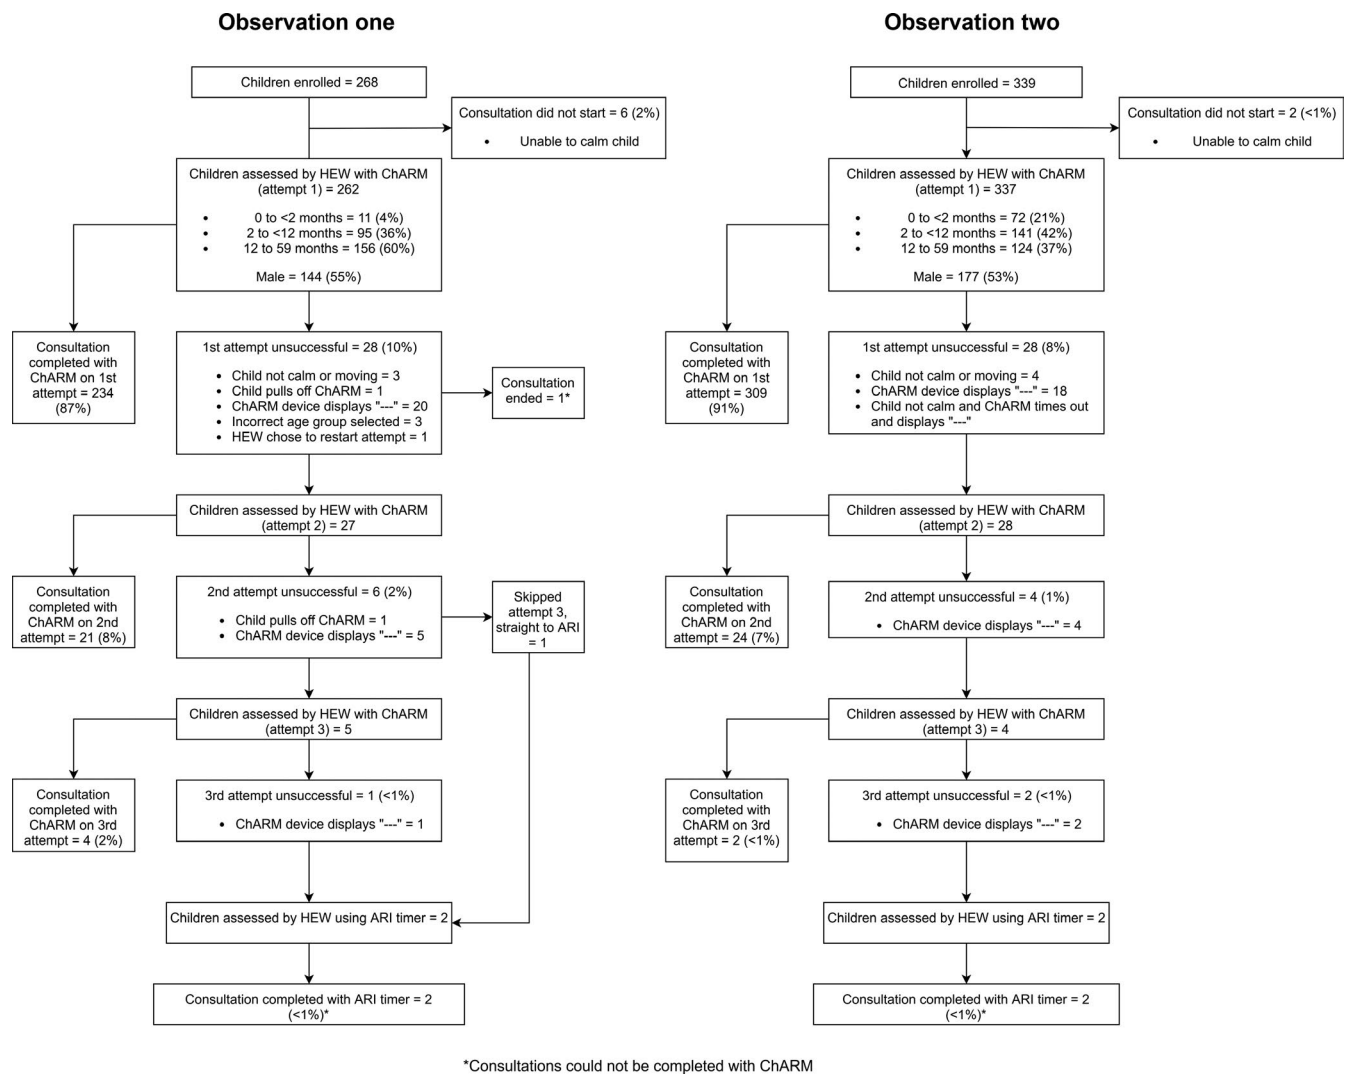 Observation one
Children enrolled = 268
Consultation did not start = 6 (2%)
• Unable to calm child
Children assessed by HEW with ChARM
(attempt 1) = 262
• 0 to <2 months = 11 (4%)
• 2 to <12 months = 95 (36%)
• 12 to 59 months = 156 (60%)
Male = 144 (55%)
Consultation
completed with
ChARM on 1st
attempt = 234
(87%)
1st attempt unsuccessful = 28 (10%)
• Child not calm or moving = 3
• Child pulls off ChARM = 1
• ChARM device displays "---" = 20
• Incorrect age group selected = 3
• HEW chose to restart attempt = 1
Consultation
ended = 1*
Children assessed by HEW with ChARM
(attempt 2) = 27
Consultation
completed with
ChARM on 2nd
attempt = 21 (8%)
2nd attempt unsuccessful = 6 (2%)
• Child pulls off ChARM = 1
• ChARM device displays "---" = 5
Skipped
attempt 3,
straight to ARI
= 1
Children assessed by HEW with ChARM
(attempt 3) = 5
Consultation
completed with
ChARM on 3rd
attempt = 4 (2%)
3rd attempt unsuccessful = 1 (<1%)
• ChARM device displays "---" = 1
Children assessed by HEW using ARI timer = 2
Consultation completed with ARI timer = 2
(<1%)*
Observation two
Children enrolled = 339
Consultation did not start = 2 (<1%)
• Unable to calm child
Children assessed by HEW with ChARM
(attempt 1) = 337
• 0 to <2 months = 72 (21%)
• 2 to <12 months = 141 (42%)
• 12 to 59 months = 124 (37%)
Male = 177 (53%)
Consultation
completed with
ChARM on 1st
attempt = 309
(91%)
1st attempt unsuccessful = 28 (8%)
• Child not calm or moving = 4
• ChARM device displays "---" = 18
• Child not calm and ChARM times out
and displays "---"
Children assessed by HEW with ChARM
(attempt 2) = 28
Consultation
completed with
ChARM on 2nd
attempt = 24 (7%)
2nd attempt unsuccessful = 4 (1%)
• ChARM device displays "---" = 4
Children assessed by HEW with ChARM
(attempt 3) = 4
Consultation
completed with
ChARM on 3rd
attempt = 2 (<1%)
3rd attempt unsuccessful = 2 (<1%)
• ChARM device displays "---" = 2
Children assessed by HEW using ARI timer = 2
Consultation completed with ARI timer = 2
(<1%)*
*Consultations could not be completed with ChARM